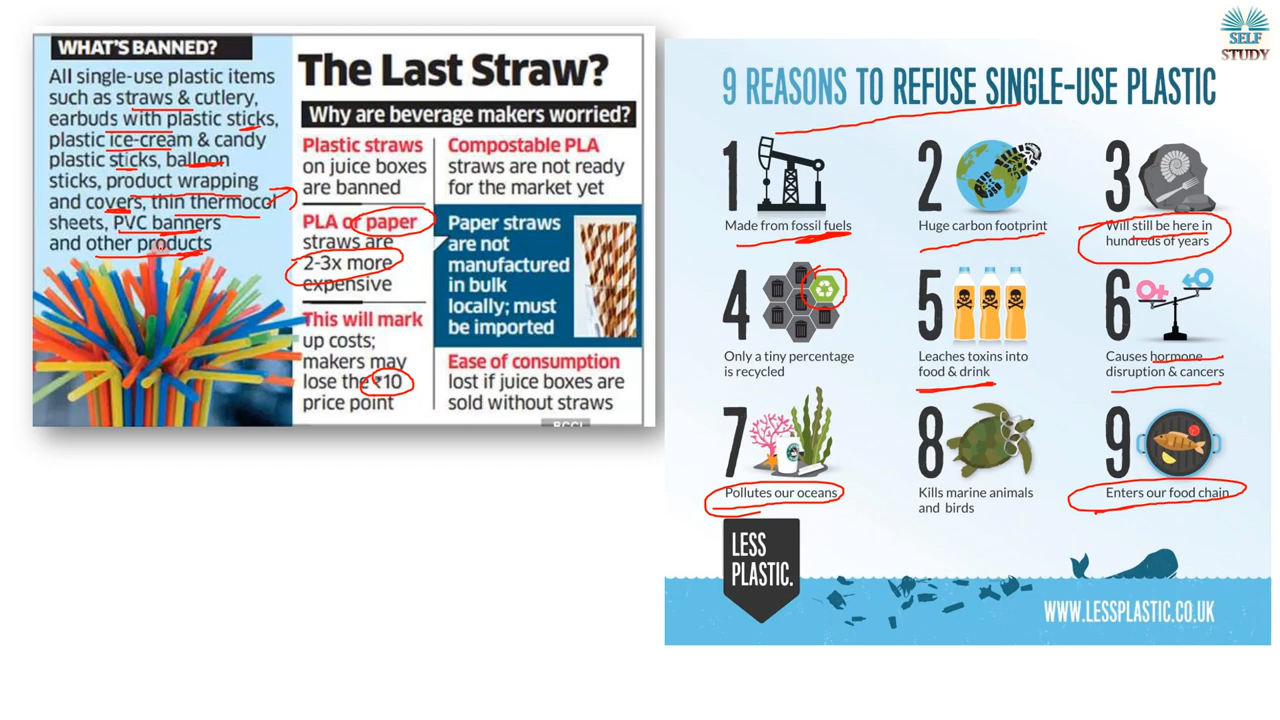 WHAT'S BANNED?
All single-use plastic items
such as straws & cutlery,
earbuds with plastic sticks,
plastic ice-cream & candy
plastic sticks, balloon
sticks, product wrapping
and covers, thin thermocol
sheets, PVC banners
and other products
The Last Straw?
Why are beverage makers worried?
Plastic straws
on juice boxes
are banned
PLA or paper
straws are
2-3x more
expensive
This will mark
up costs;
makers may
lose the ₹10
price point
Compostable PLA
straws are not ready
for the market yet
Paper straws
are not
manufactured
in bulk
locally; must
be imported
Ease of consumption
lost if juice boxes are
sold without straws
SELF
STUDY
9 REASONS TO REFUSE SINGLE-USE PLASTIC
1
Made from fossil fuels
2
Huge carbon footprint
3
Will still be here in
hundreds of years
4
Only a tiny percentage
is recycled
5
Leaches toxins into
food & drink
6
Causes hormone
disruption & cancers
7
Pollutes our oceans
8
Kills marine animals
and birds
9
Enters our food chain
LESS
PLASTIC.
WWW.LESSPLASTIC.CO.UK